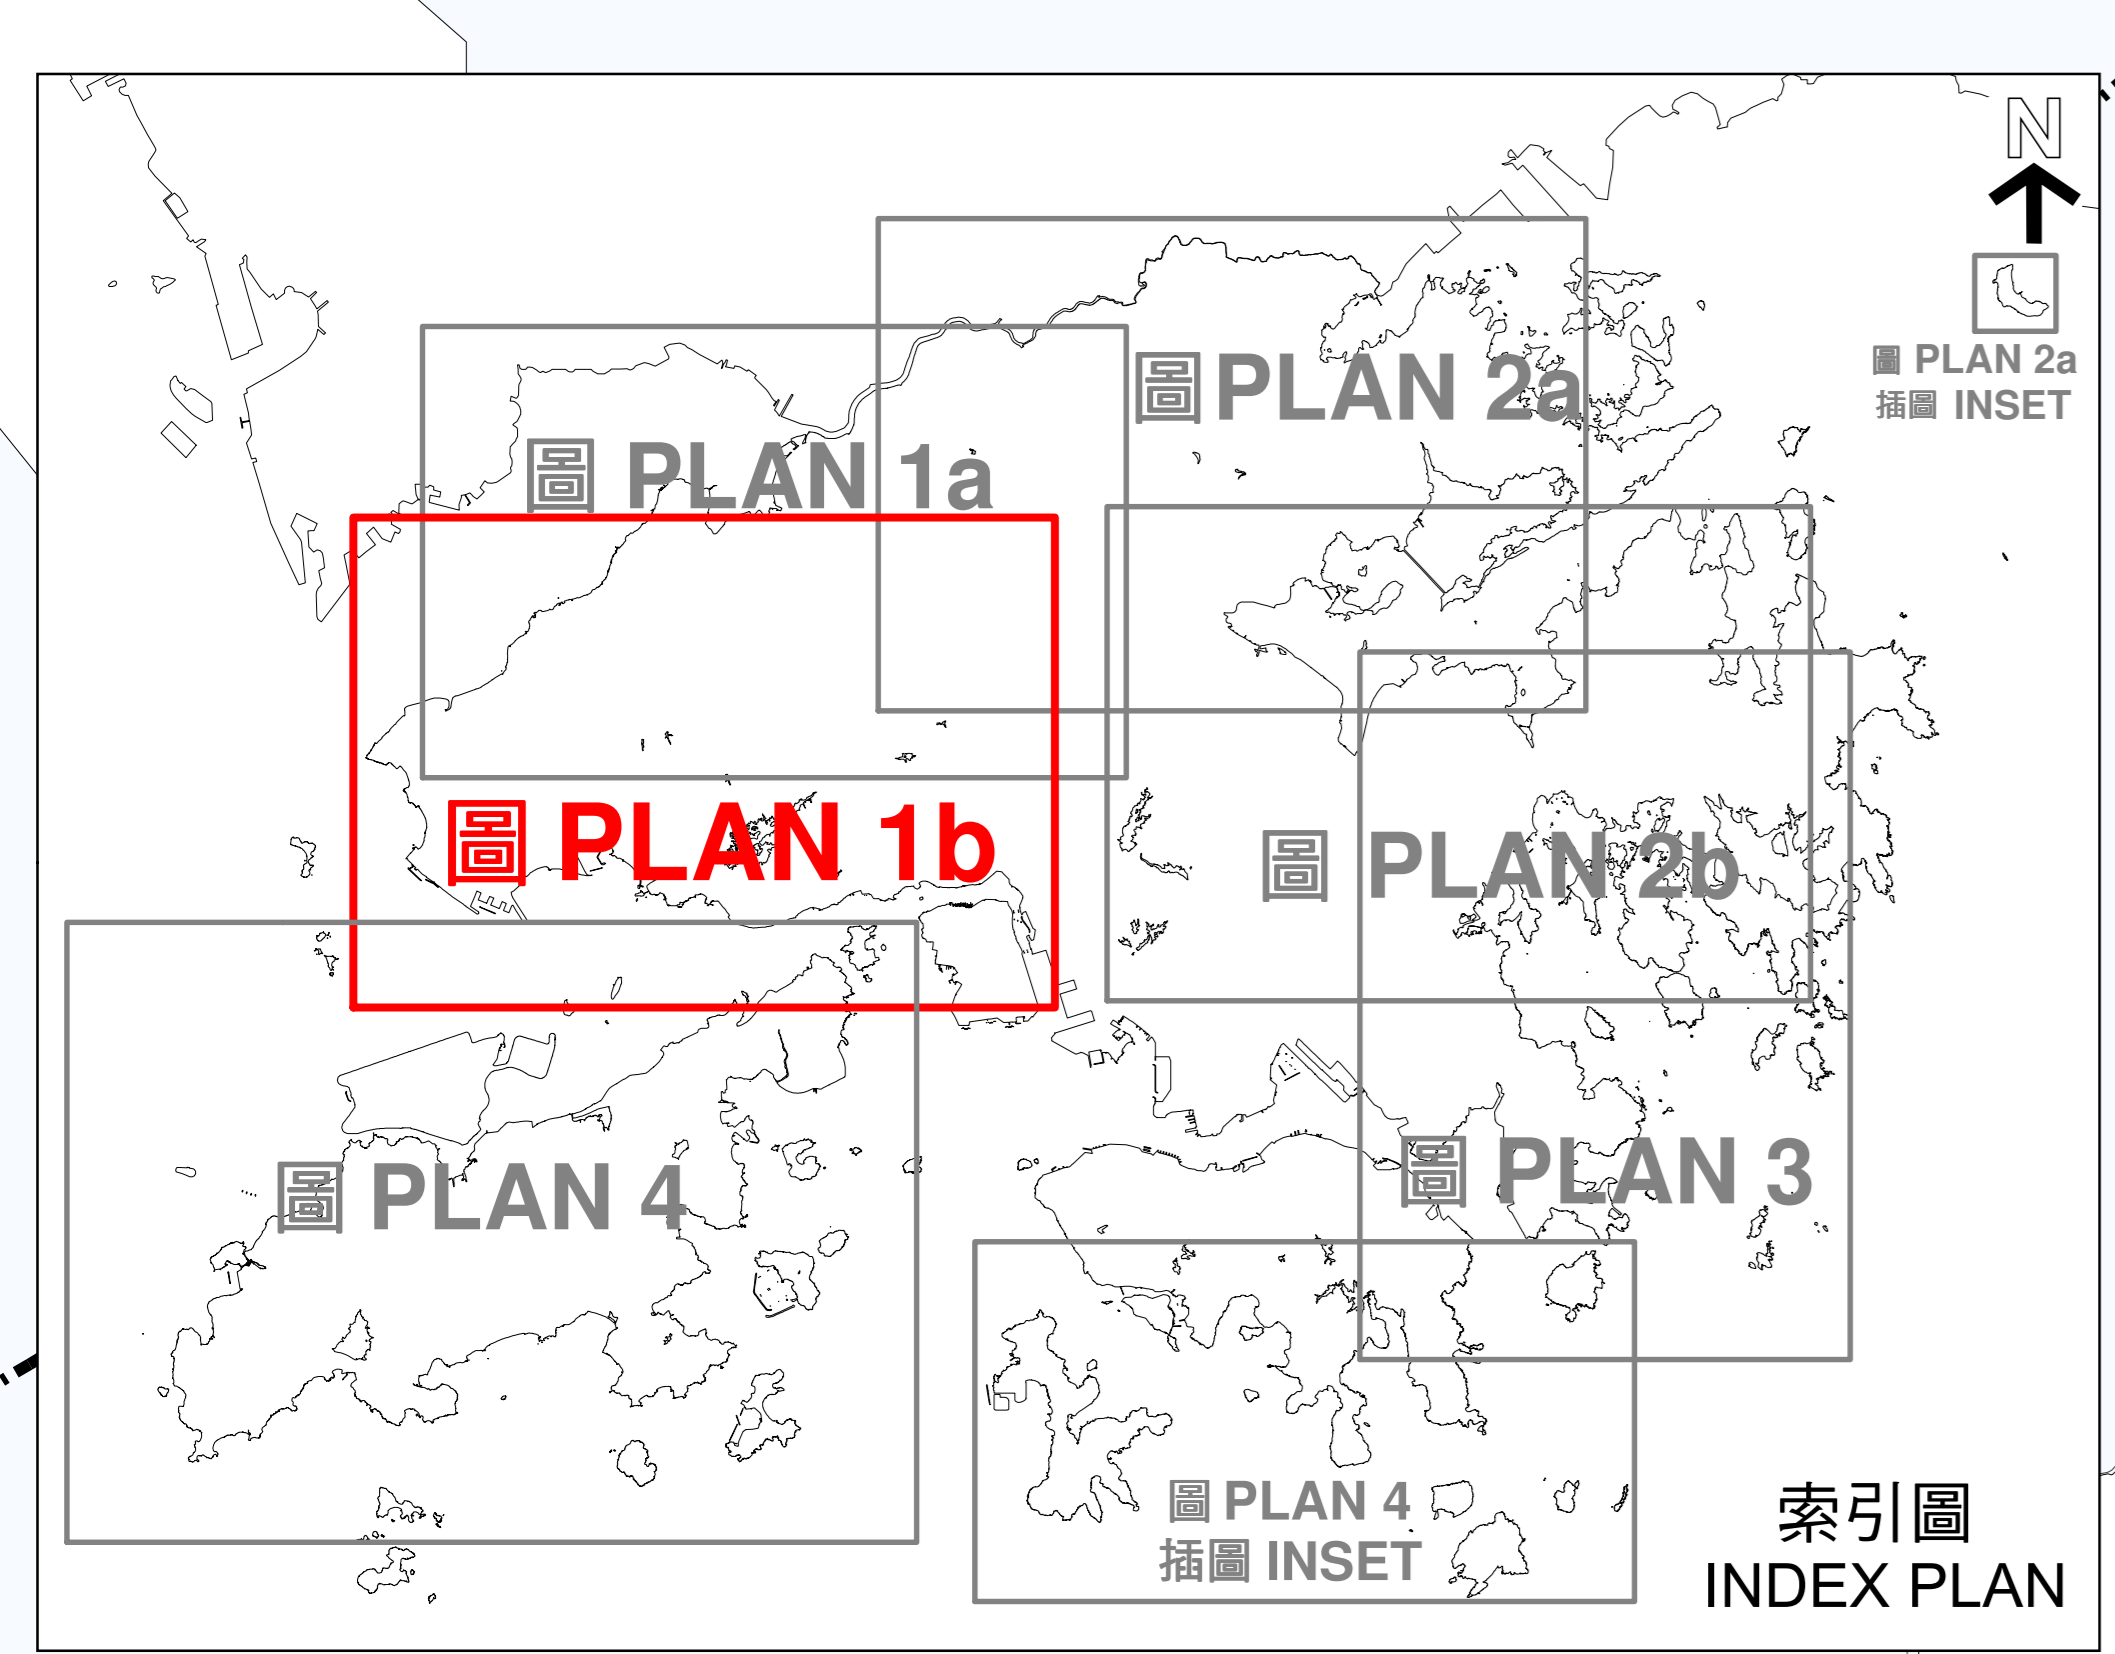 N
圖 PLAN 2a
插圖 INSET
圖 PLAN 2a
圖 PLAN 1a
圖 PLAN 1b
圖 PLAN 2b
圖 PLAN 3
圖 PLAN 4
圖 PLAN 4
插圖 INSET
索引圖
INDEX PLAN